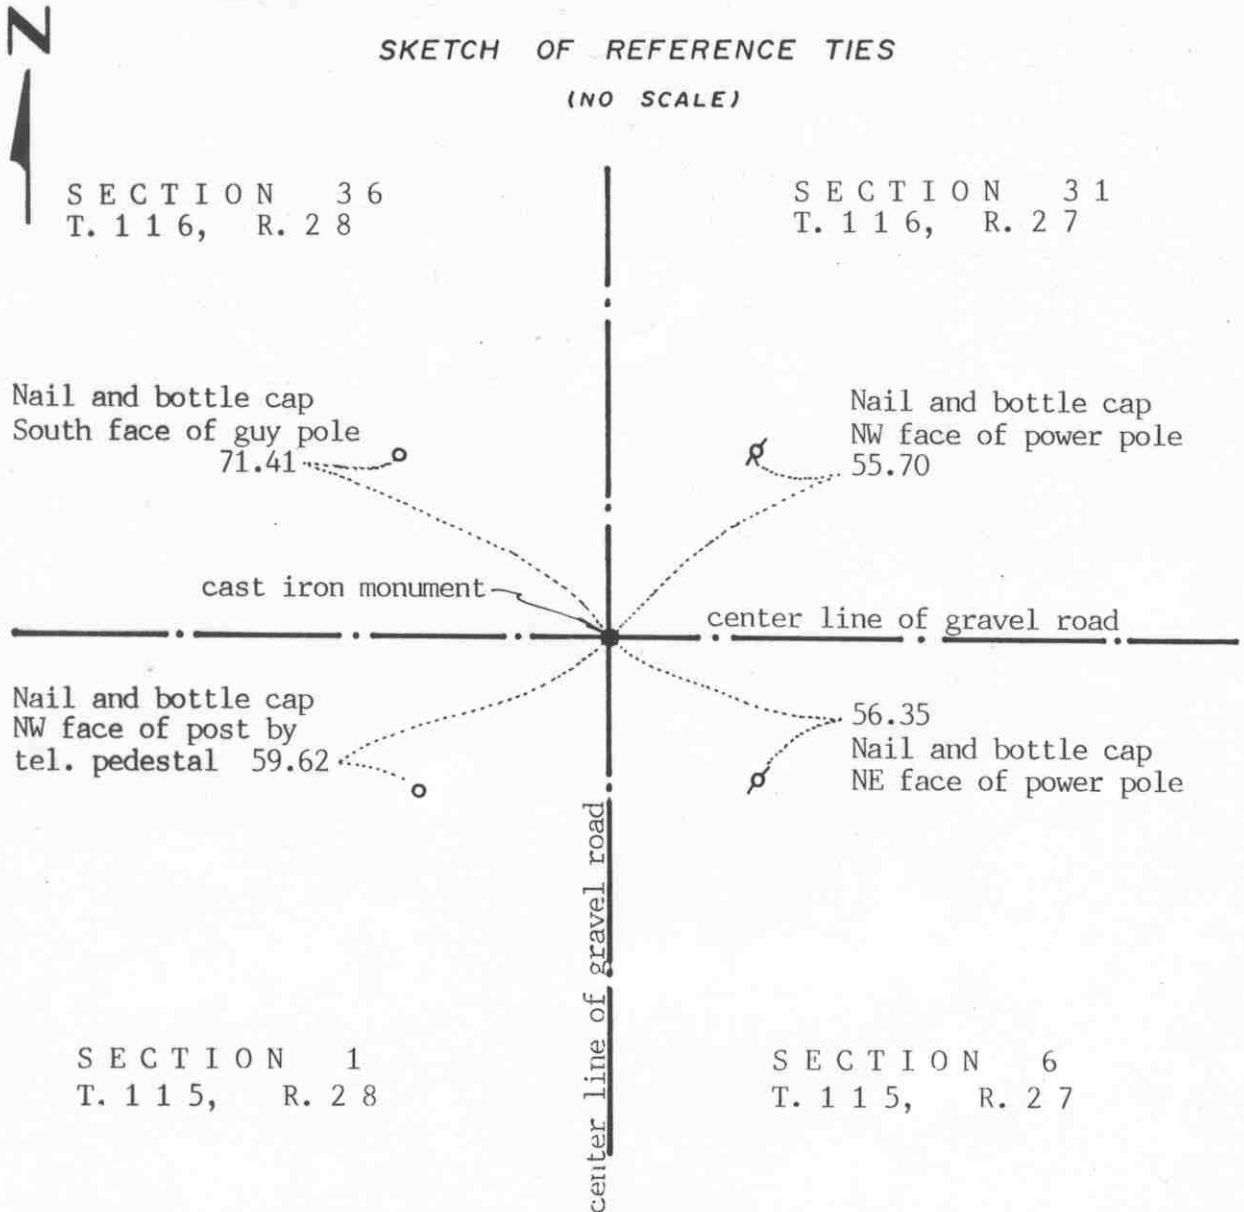 N
SKETCH OF REFERENCE TIES
(NO SCALE)
SECTION 36
T. 116, R. 28
SECTION 31
T. 116, R. 27
Nail and bottle cap
South face of guy pole
71.41
Nail and bottle cap
NW face of power pole
55.70
cast iron monument
center line of gravel road
Nail and bottle cap
NW face of post by
tel. pedestal 59.62
56.35
Nail and bottle cap
NE face of power pole
center line of gravel road
SECTION 1
T. 115, R. 28
SECTION 6
T. 115, R. 27